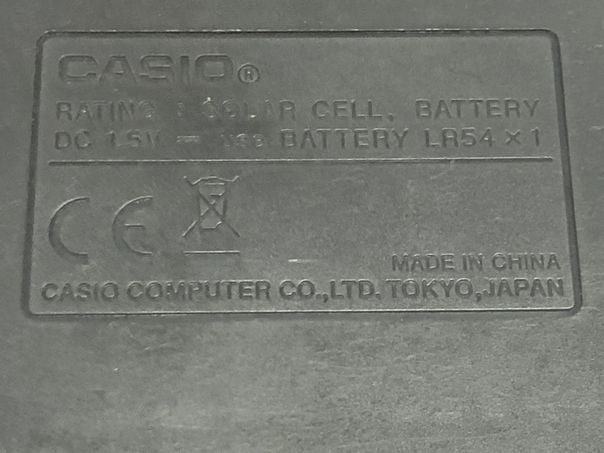 CASIO®
RATING : SOLAR CELL, BATTERY
DC 1.5V ⎓ USE BATTERY LR54 × 1
CE
MADE IN CHINA
CASIO COMPUTER CO.,LTD. TOKYO, JAPAN